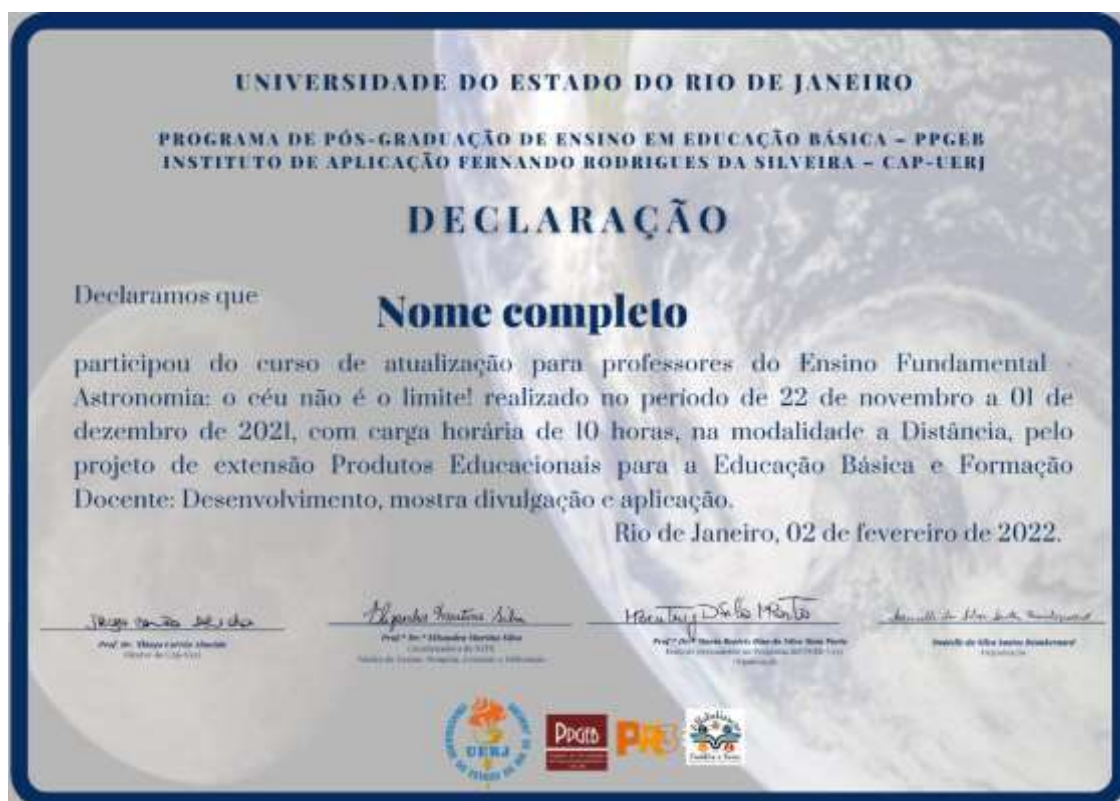 UNIVERSIDADE DO ESTADO DO RIO DE JANEIRO
PROGRAMA DE PÓS-GRADUAÇÃO DE ENSINO EM EDUCAÇÃO BÁSICA – PPGEB
INSTITUTO DE APLICAÇÃO FERNANDO RODRIGUES DA SILVEIRA – CAP-UERJ
DECLARAÇÃO
Declaramos que
Nome completo
participou do curso de atualização para professores do Ensino Fundamental -
Astronomia: o céu não é o limite! realizado no período de 22 de novembro a 01 de
dezembro de 2021, com carga horária de 10 horas, na modalidade a Distância, pelo
projeto de extensão Produtos Educacionais para a Educação Básica e Formação
Docente: Desenvolvimento, mostra divulgação e aplicação.
Rio de Janeiro, 02 de fevereiro de 2022.
UERJ
PPGEB
PR3